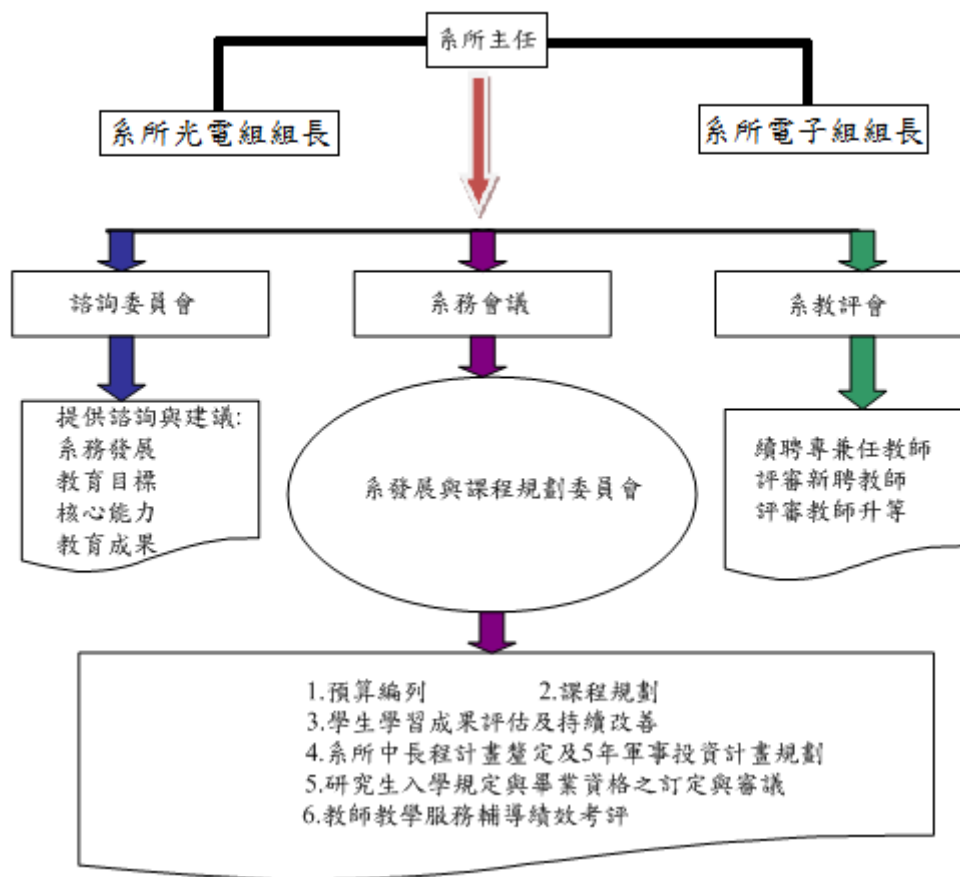 系所主任
系所光電組組長
系所電子組組長
諮詢委員會
系務會議
系教評會
提供諮詢與建議:
系務發展
教育目標
核心能力
教育成果
系發展與課程規劃委員會
續聘專兼任教師
評審新聘教師
評審教師升等
1.預算編列 2.課程規劃
3.學生學習成果評估及持續改善
4.系所中長程計畫釐定及5年軍事投資計畫規劃
5.研究生入學規定與畢業資格之訂定與審議
6.教師教學服務輔導績效考評